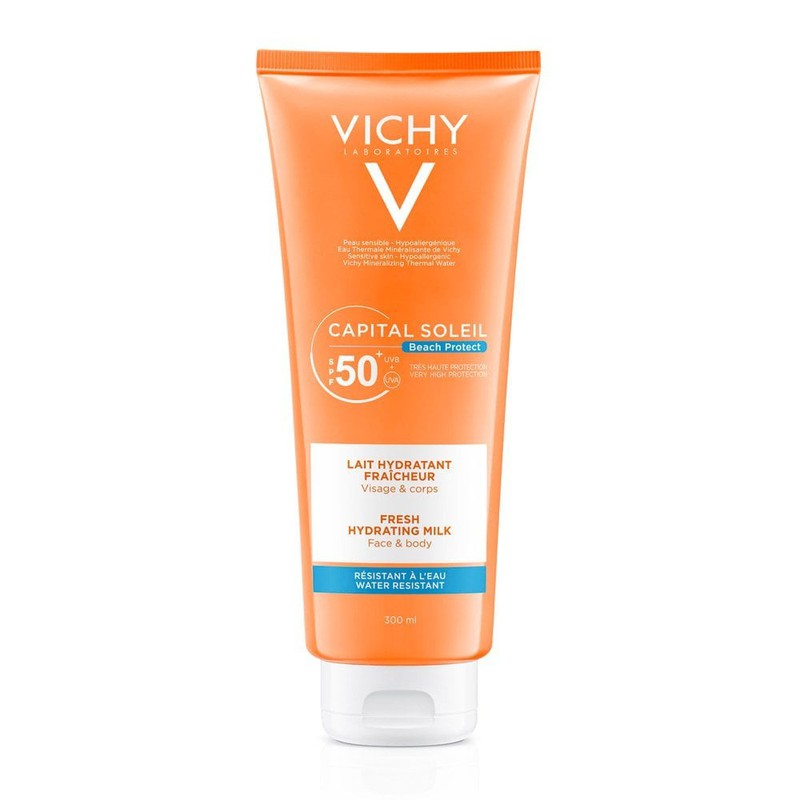 VICHY
LABORATOIRES
V
Peau sensible - Hypoallergénique
Eau Thermale Minéralisante de Vichy
Sensitive skin - Hypoallergenic
Vichy Mineralizing Thermal Water
CAPITAL SOLEIL
Beach Protect
SPF 50+ UVB + UVA
TRÈS HAUTE PROTECTION
VERY HIGH PROTECTION
LAIT HYDRATANT
FRAÎCHEUR
Visage & corps
FRESH
HYDRATING MILK
Face & body
RÉSISTANT À L'EAU
WATER RESISTANT
300 ml